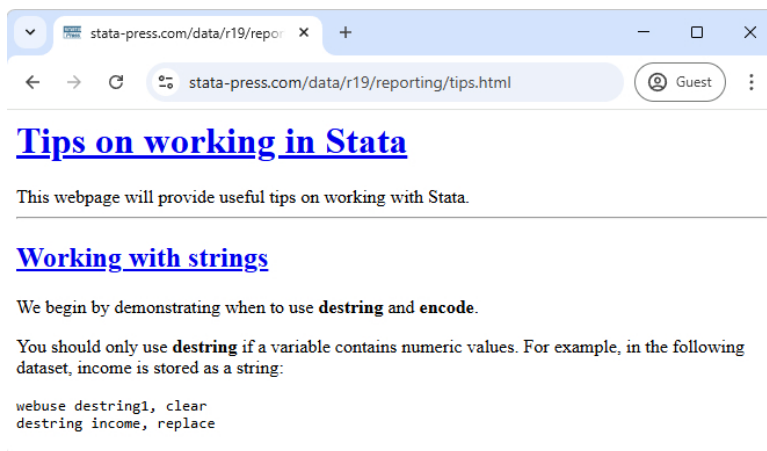 stata-press.com/data/r19/repor
stata-press.com/data/r19/reporting/tips.html
Guest
Tips on working in Stata
This webpage will provide useful tips on working with Stata.
Working with strings
We begin by demonstrating when to use destring and encode.
You should only use destring if a variable contains numeric values. For example, in the following
dataset, income is stored as a string:
webuse destring1, clear
destring income, replace